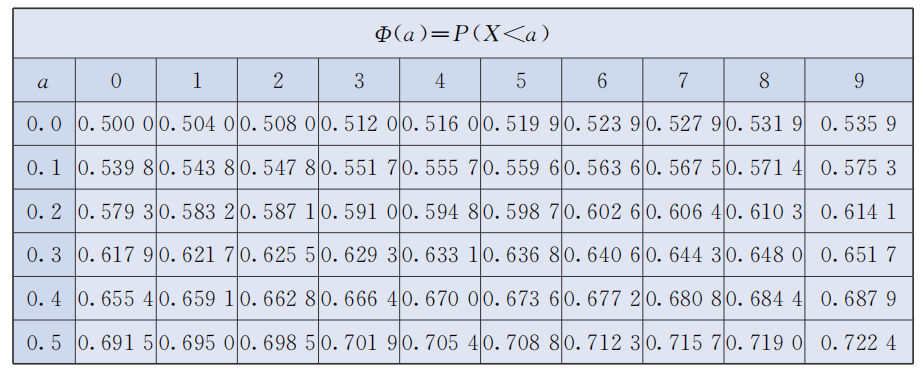 Φ(a)=P(X<a)
a 0 1 2 3 4 5 6 7 8 9
0.0 0.500 0 0.504 0 0.508 0 0.512 0 0.516 0 0.519 9 0.523 9 0.527 9 0.531 9 0.535 9
0.1 0.539 8 0.543 8 0.547 8 0.551 7 0.555 7 0.559 6 0.563 6 0.567 5 0.571 4 0.575 3
0.2 0.579 3 0.583 2 0.587 1 0.591 0 0.594 8 0.598 7 0.602 6 0.606 4 0.610 3 0.614 1
0.3 0.617 9 0.621 7 0.625 5 0.629 3 0.633 1 0.636 8 0.640 6 0.644 3 0.648 0 0.651 7
0.4 0.655 4 0.659 1 0.662 8 0.666 4 0.670 0 0.673 6 0.677 2 0.680 8 0.684 4 0.687 9
0.5 0.691 5 0.695 0 0.698 5 0.701 9 0.705 4 0.708 8 0.712 3 0.715 7 0.719 0 0.722 4